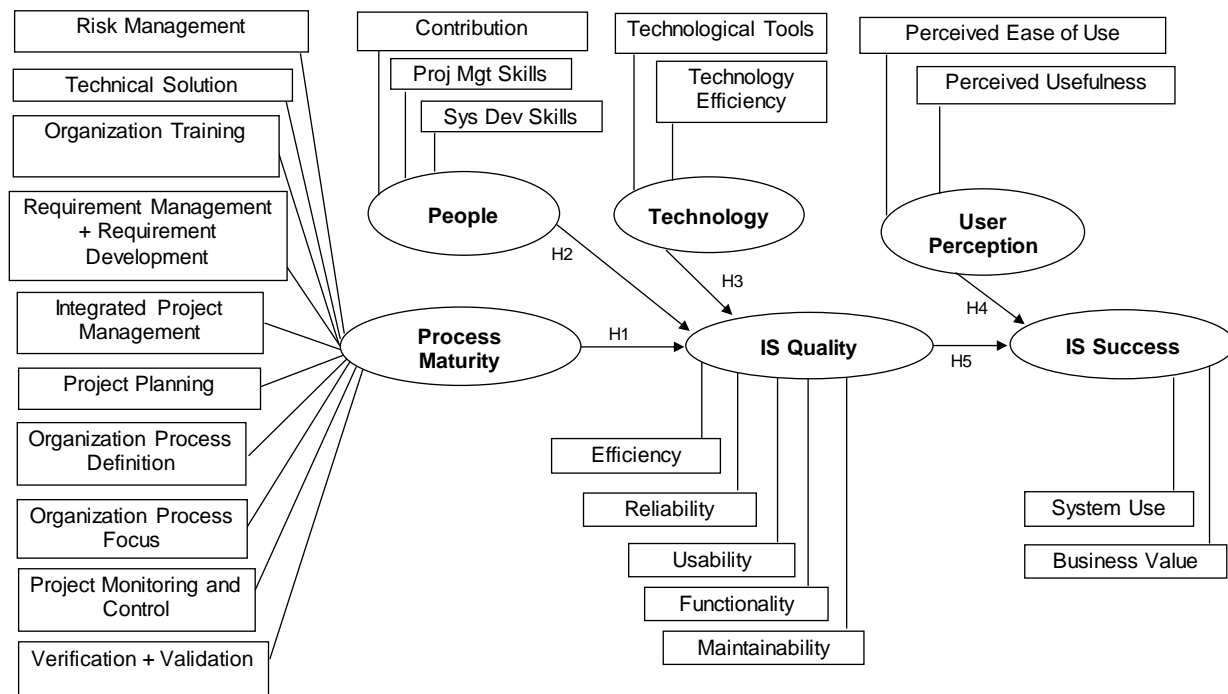 Risk Management
Technical Solution
Organization Training
Requirement Management
+ Requirement
Development
Integrated Project
Management
Project Planning
Organization Process
Definition
Organization Process
Focus
Project Monitoring and
Control
Verification + Validation
Contribution
Proj Mgt Skills
Sys Dev Skills
People
Technological Tools
Technology
Efficiency
Technology
Perceived Ease of Use
Perceived Usefulness
User
Perception
H2
H3
H4
Process
Maturity
H1
IS Quality
H5
IS Success
Efficiency
Reliability
Usability
Functionality
Maintainability
System Use
Business Value